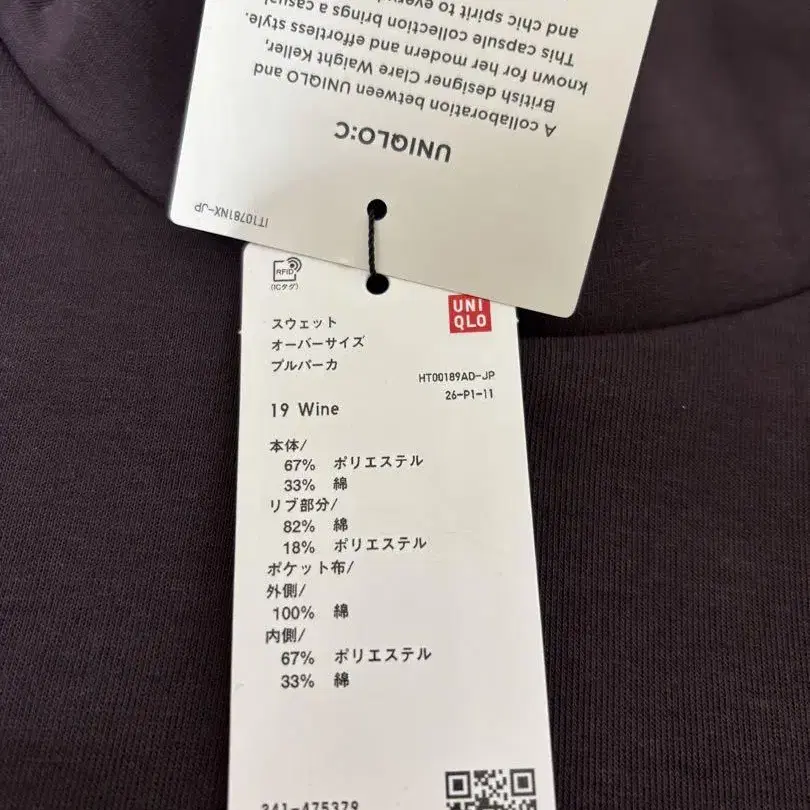 UNIQLO:C
A collaboration between UNIQLO and
British designer Clare Waight Keller,
known for her modern and effortless style.
This capsule collection brings a casual
and chic spirit to
IT10781NX-JP
RFID
(ICタグ)
UNI
QLO
スウェット
オーバーサイズ
プルパーカ
HT00189AD-JP
26-P1-11
19 Wine
本体/
67% ポリエステル
33% 綿
リブ部分/
82% 綿
18% ポリエステル
ポケット布/
外側/
100% 綿
内側/
67% ポリエステル
33% 綿
341-475379